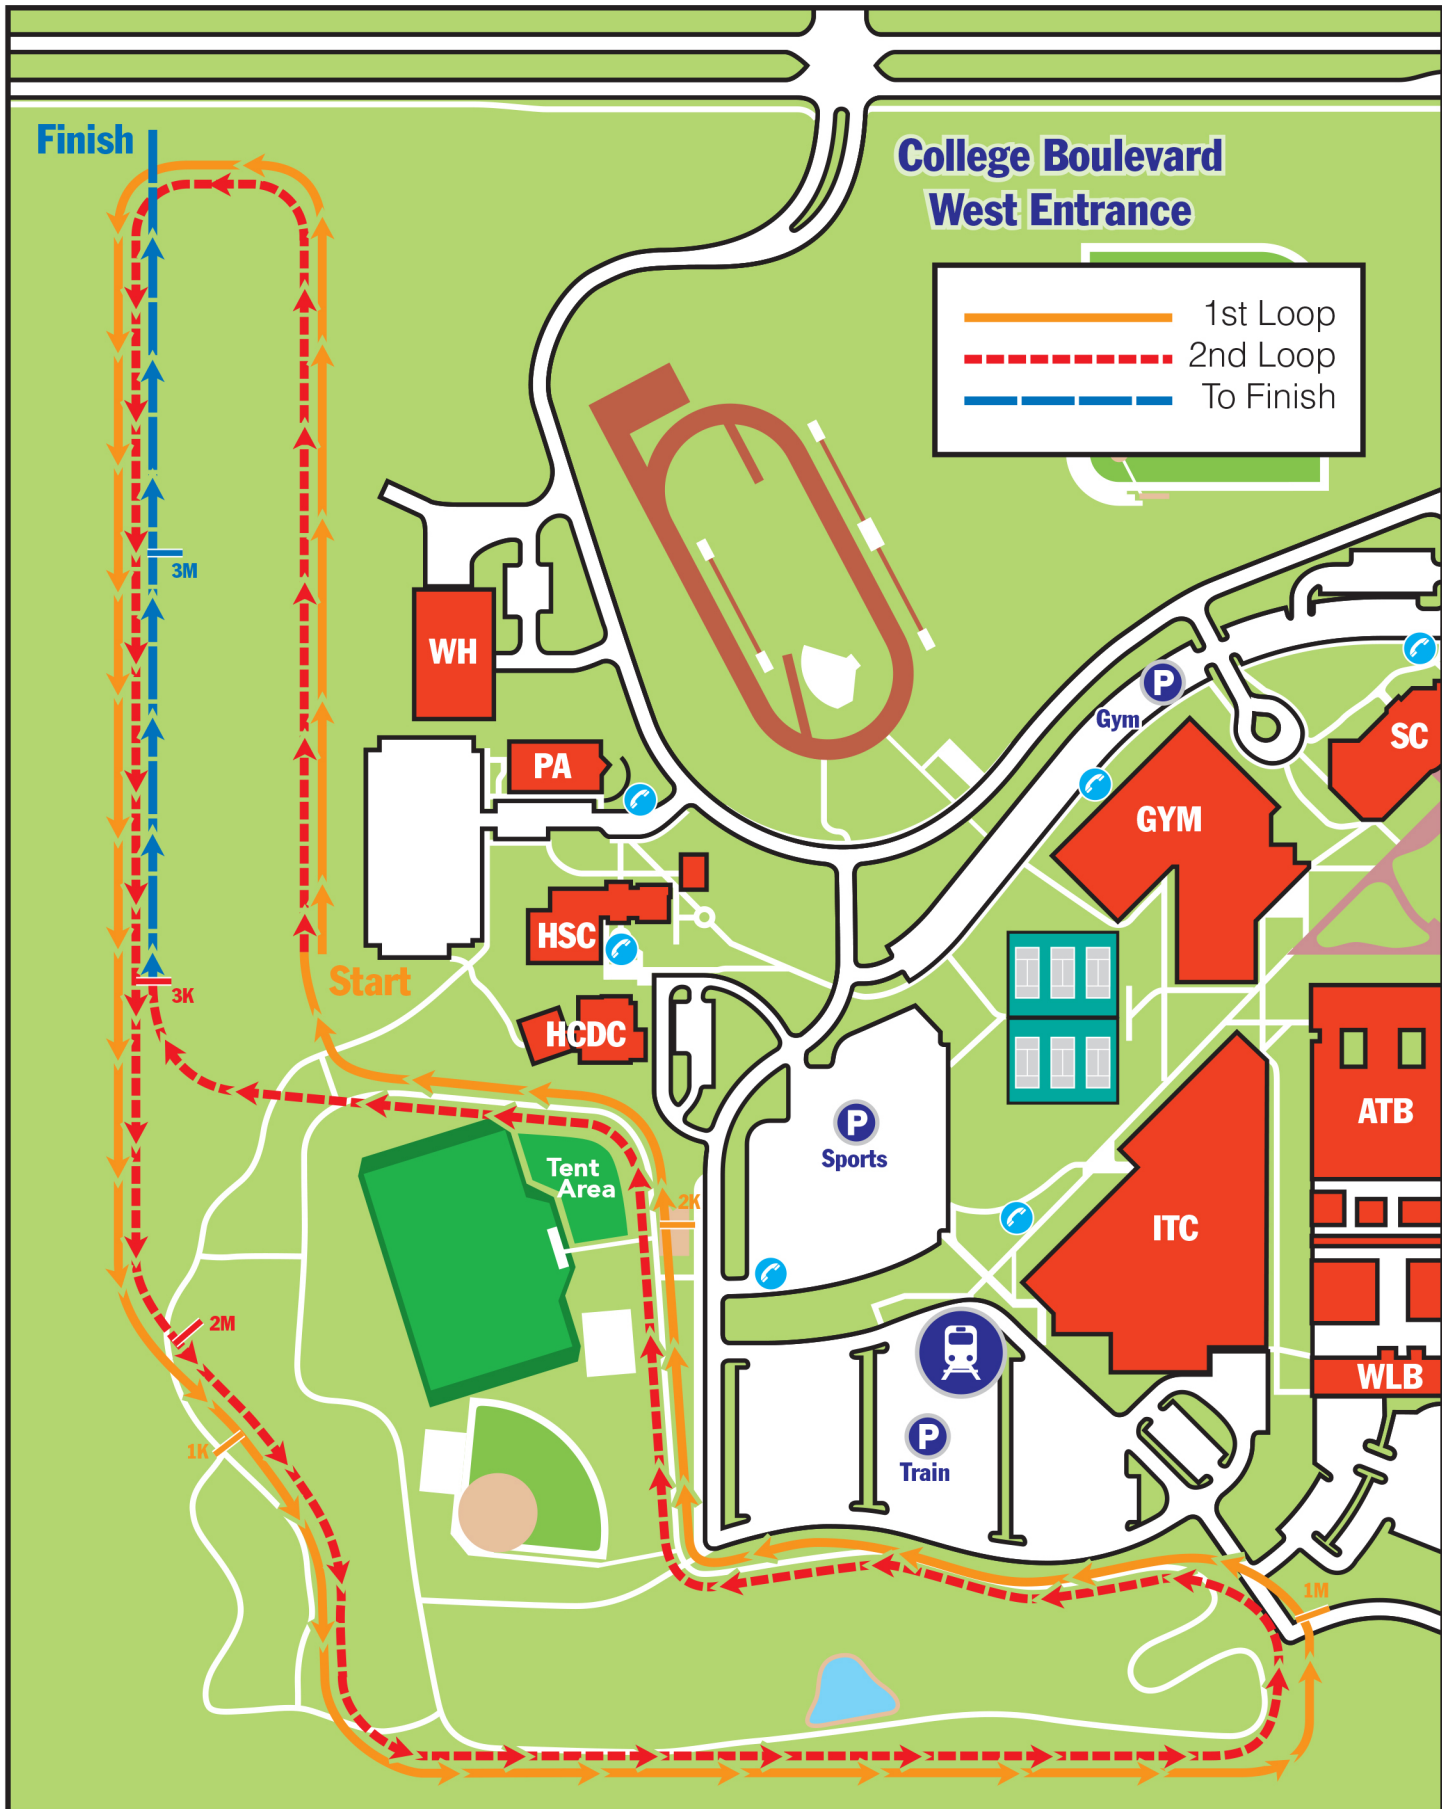 Finish
College Boulevard
West Entrance
1st Loop
2nd Loop
To Finish
3M
WH
P
Gym
SC
PA
GYM
HSC
Start
3K
HCDC
ATB
P
Sports
Tent
Area
2K
ITC
2M
WLB
1K
P
Train
1M